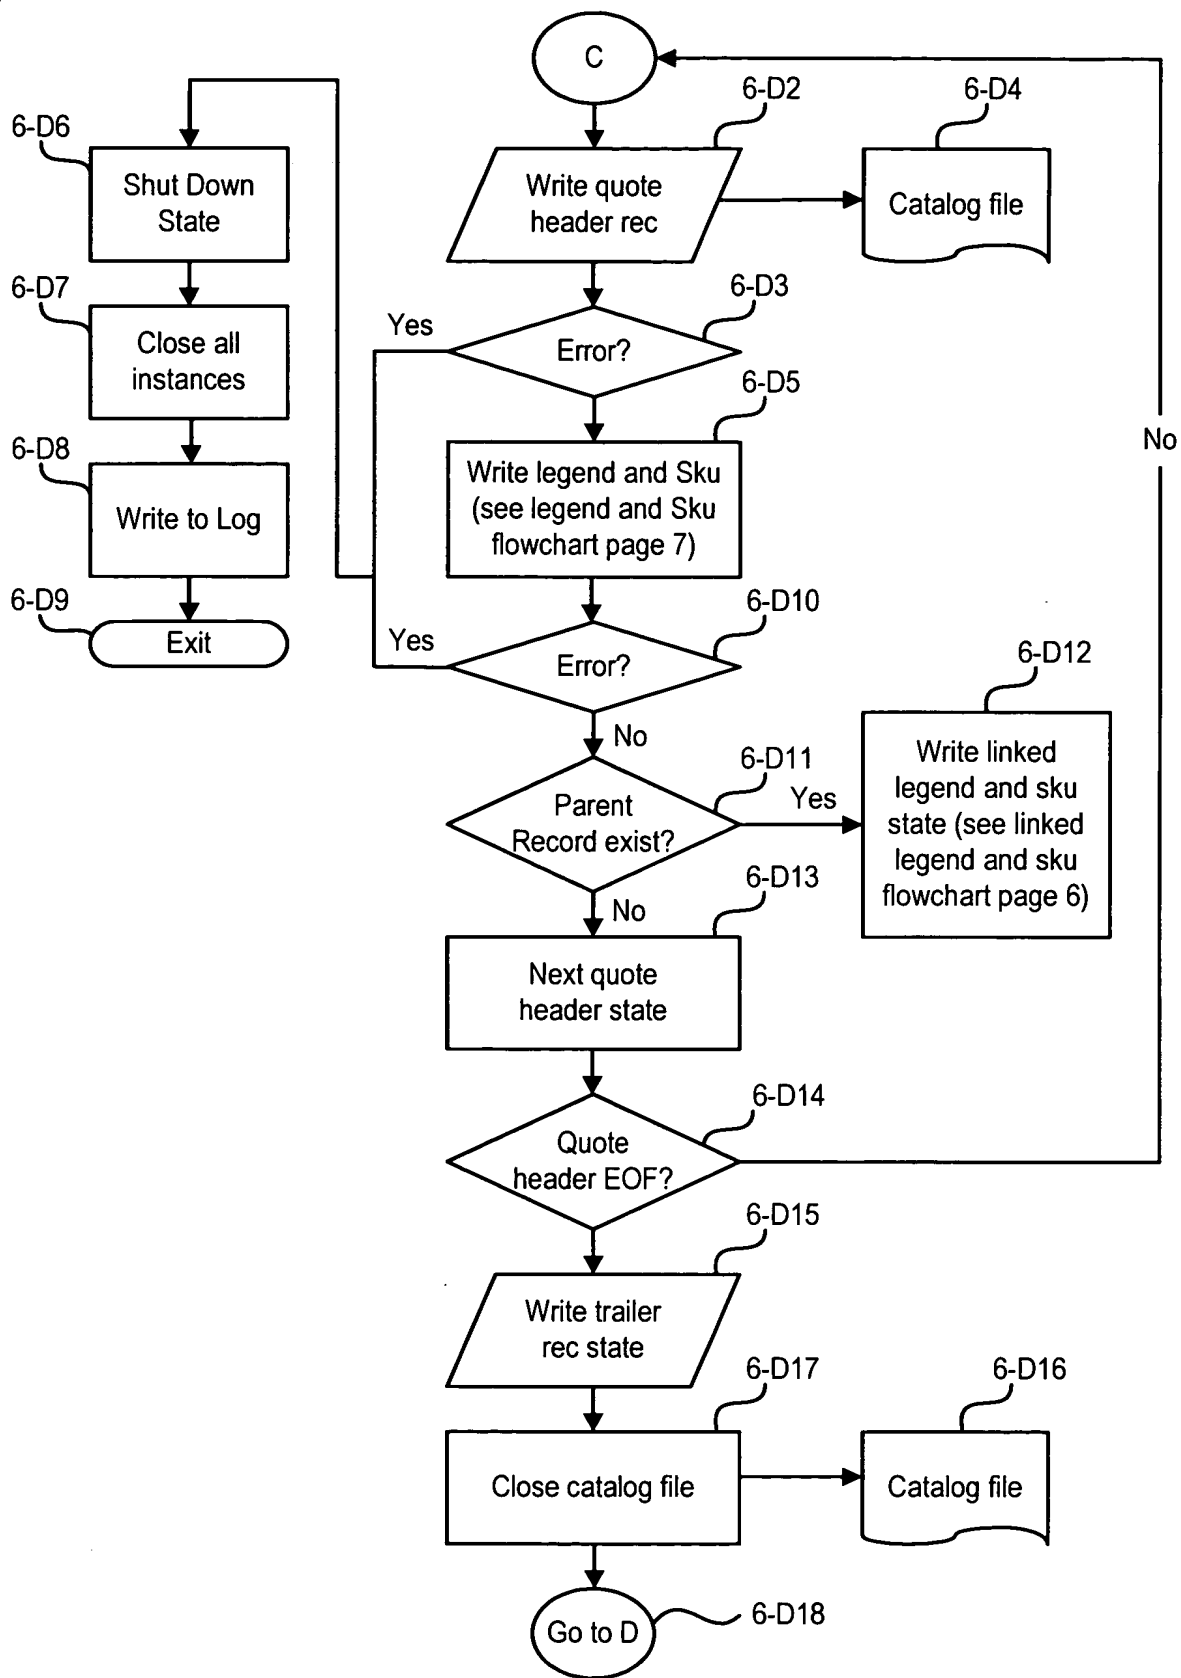 C
6-D2
6-D4
6-D6
Shut Down
State
Write quote
header rec
Catalog file
6-D7
6-D3
Yes
Close all
instances
Error?
6-D5
No
6-D8
Write to Log
Write legend and Sku
(see legend and Sku
flowchart page 7)
6-D9
Exit
6-D10
Yes
Error?
6-D12
No
6-D11
Write linked
legend and sku
state (see linked
legend and sku
flowchart page 6)
Yes
Parent
Record exist?
6-D13
No
Next quote
header state
6-D14
Quote
header EOF?
6-D15
Write trailer
rec state
6-D17
6-D16
Close catalog file
Catalog file
Go to D
6-D18